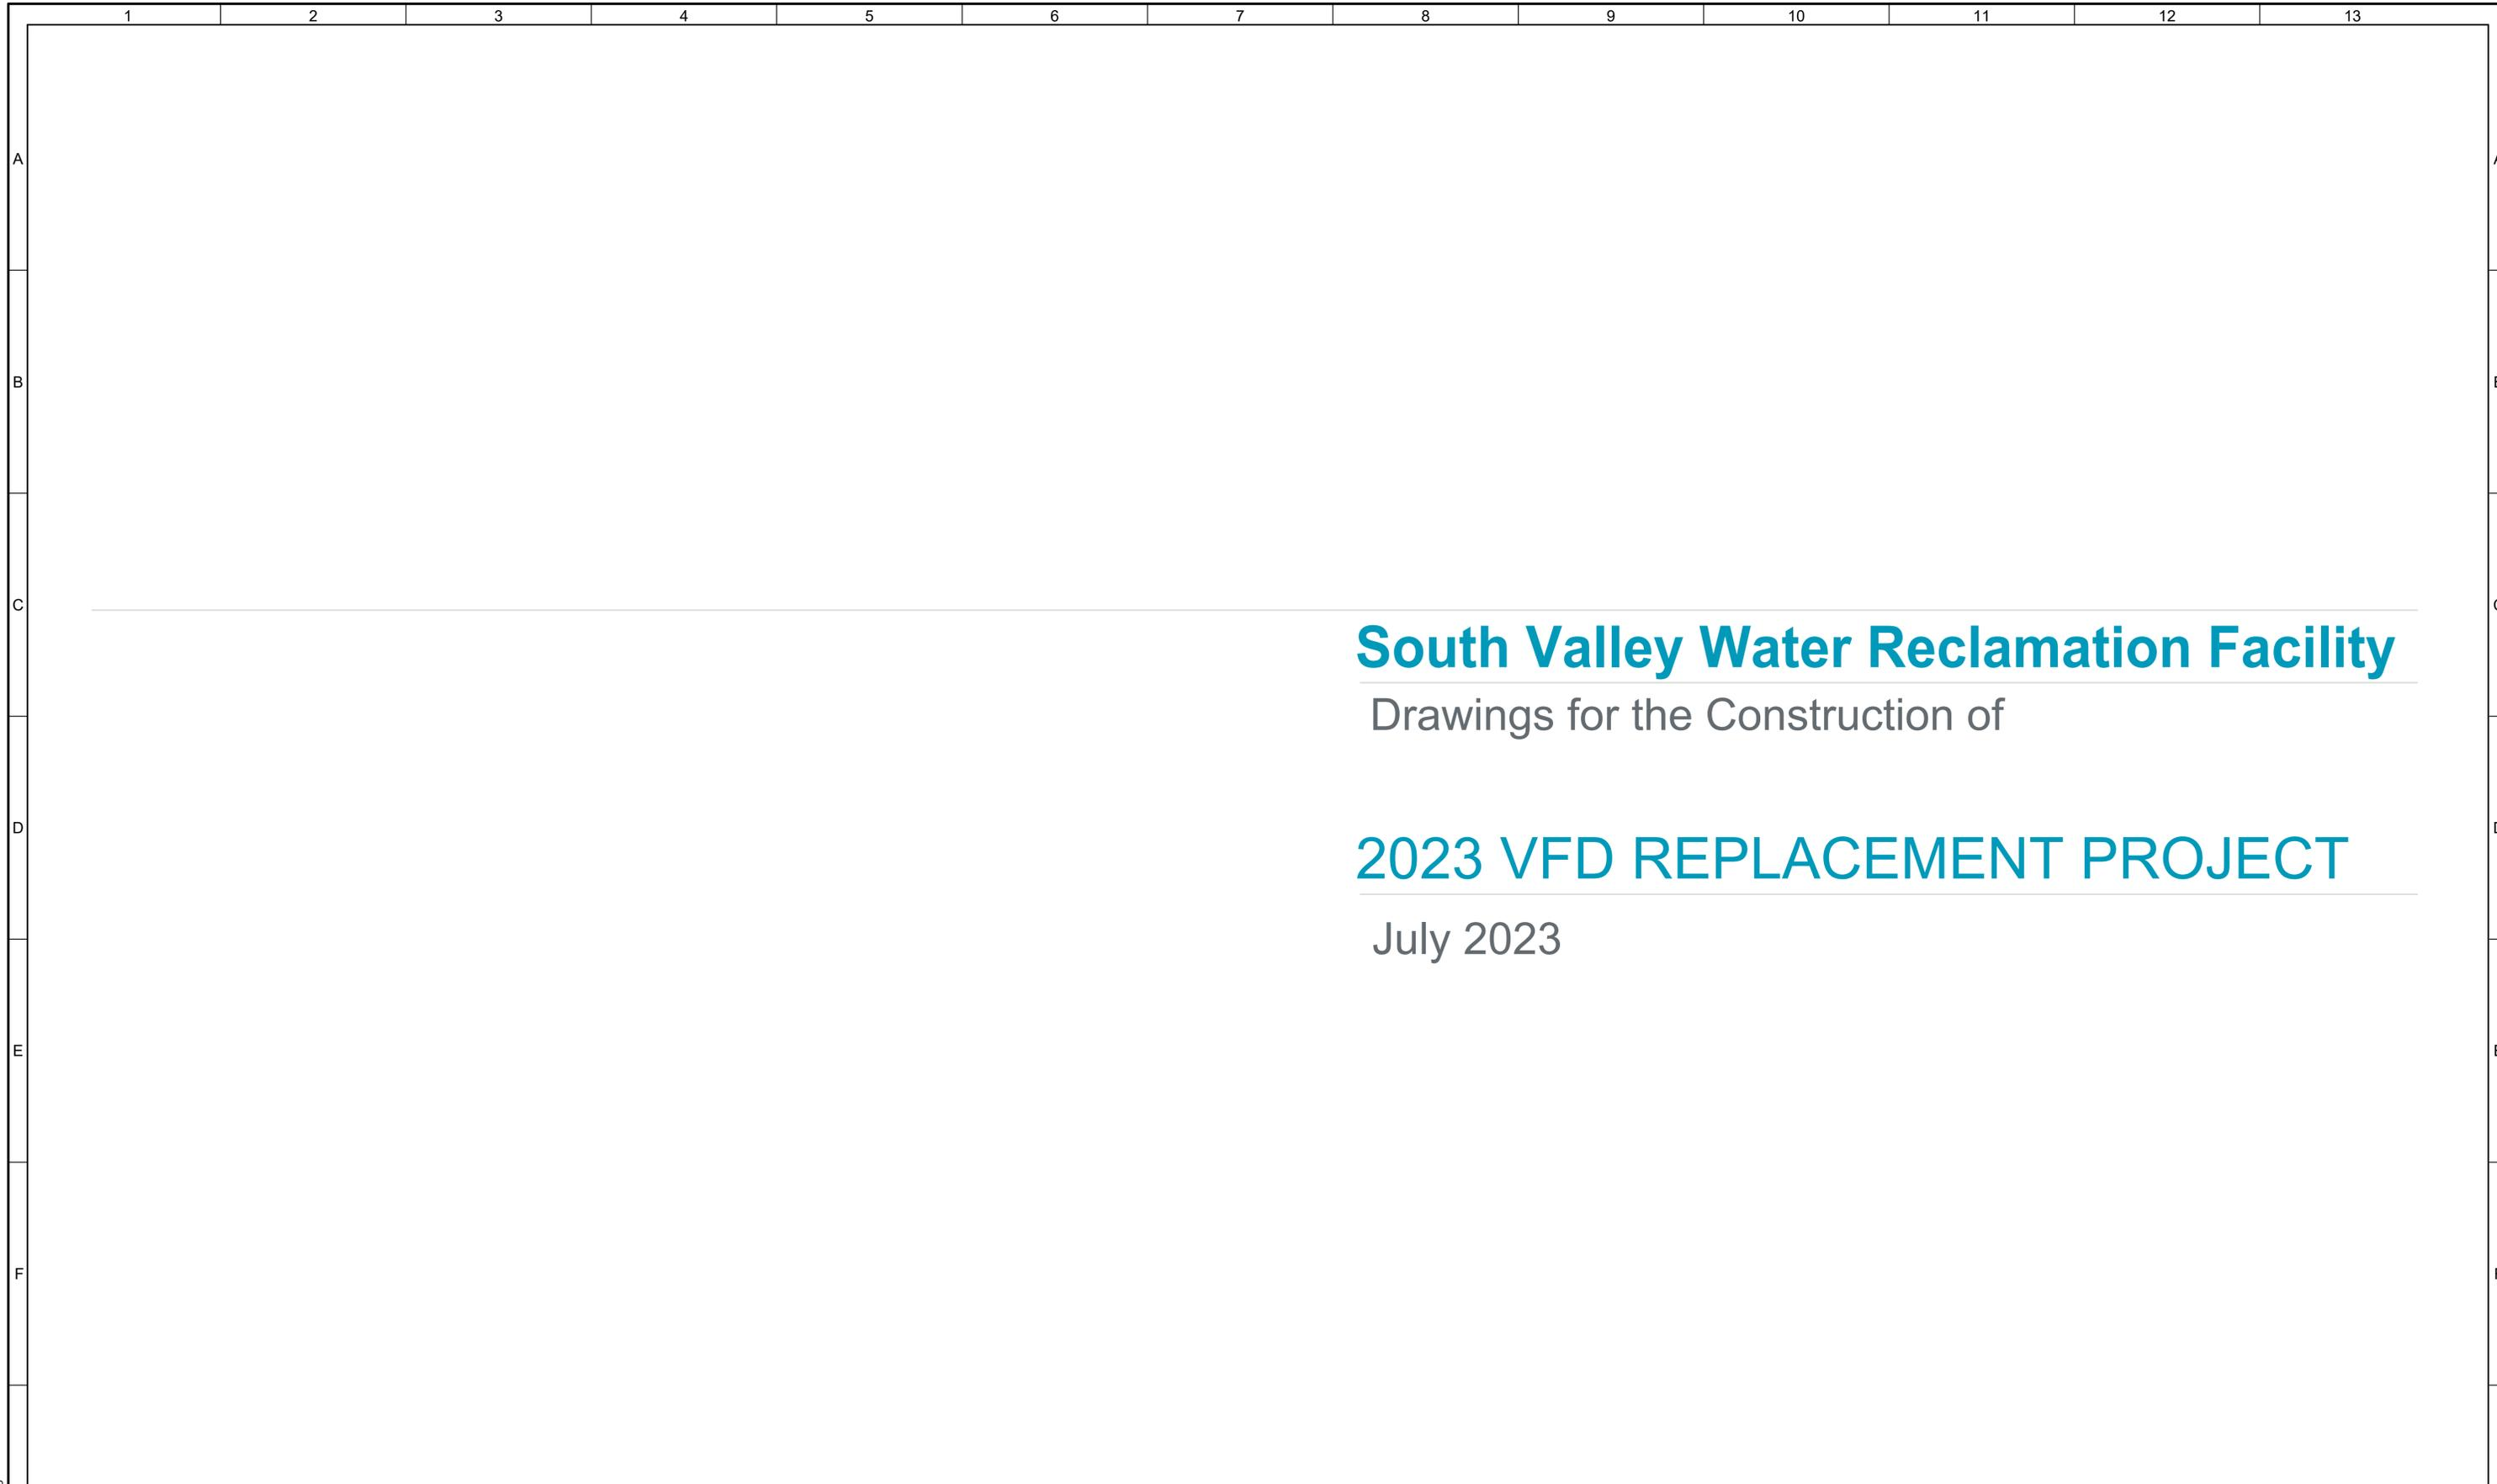 1 2 3 4 5 6 7 8 9 10 11 12 13
A
B
C
South Valley Water Reclamation Facility
Drawings for the Construction of
D
2023 VFD REPLACEMENT PROJECT
July 2023
E
F